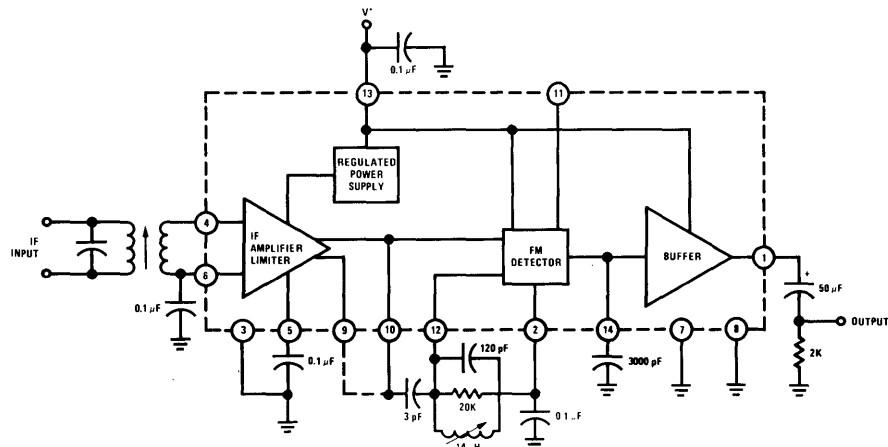 V+
0.1 µF
13
11
REGULATED
POWER
SUPPLY
4
IF
INPUT
IF
AMPLIFIER
LIMITER
FM
DETECTOR
BUFFER
1
6
+
50 µF
0.1 µF
OUTPUT
3
5
9
10
12
2
14
7
8
0.1 µF
120 pF
3000 pF
2K
3 pF
20K
0.1